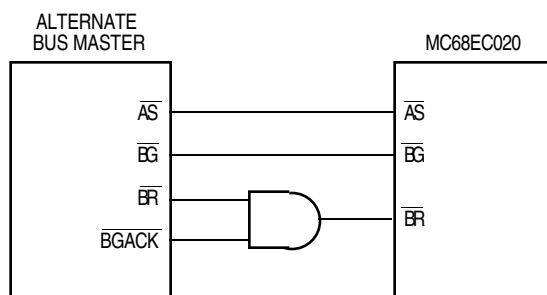 ALTERNATE
BUS MASTER
MC68EC020
AS
AS
BG
BG
BR
BR
BGACK